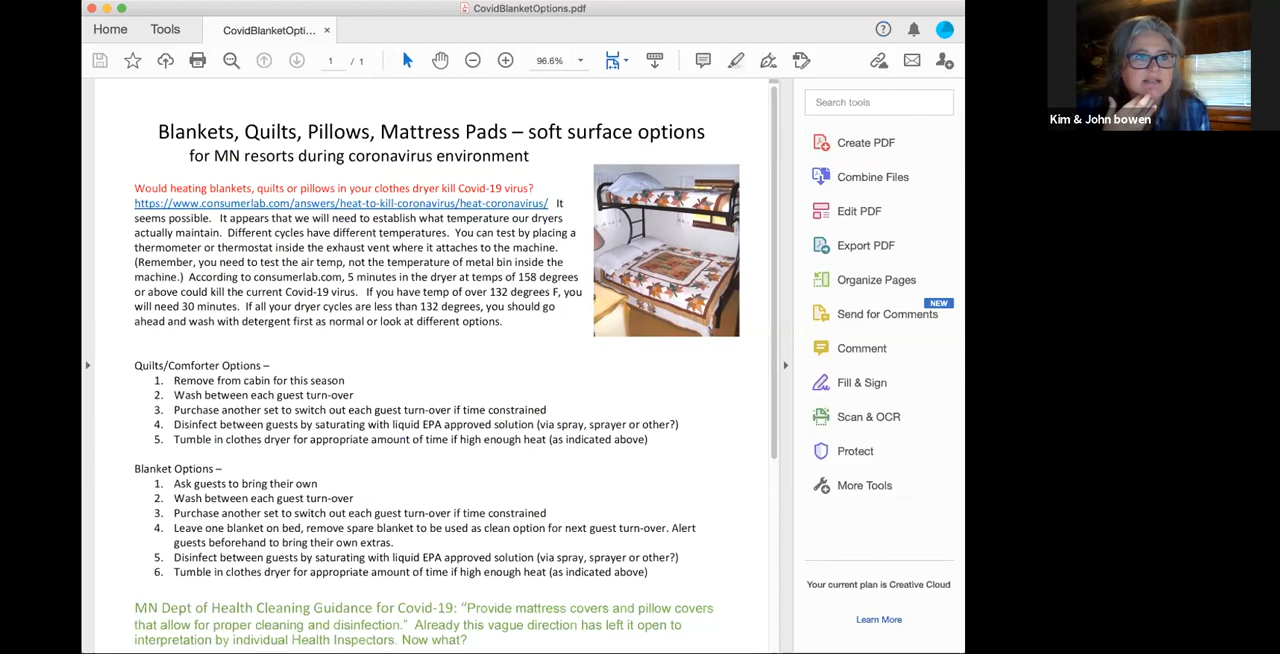 CovidBlanketOptions.pdf
Home
Tools
CovidBlanketOpti...
×
1 / 1
96.6%
Kim & John bowen
Search tools
Create PDF
Combine Files
Edit PDF
Export PDF
Organize Pages
NEW
Send for Comments
Comment
Fill & Sign
Scan & OCR
Protect
More Tools
Your current plan is Creative Cloud
Learn More
Blankets, Quilts, Pillows, Mattress Pads – soft surface options
for MN resorts during coronavirus environment
Would heating blankets, quilts or pillows in your clothes dryer kill Covid-19 virus?
https://www.consumerlab.com/answers/heat-to-kill-coronavirus/heat-coronavirus/ It
seems possible. It appears that we will need to establish what temperature our dryers
actually maintain. Different cycles have different temperatures. You can test by placing a
thermometer or thermostat inside the exhaust vent where it attaches to the machine.
(Remember, you need to test the air temp, not the temperature of metal bin inside the
machine.) According to consumerlab.com, 5 minutes in the dryer at temps of 158 degrees
or above could kill the current Covid-19 virus. If you have temp of over 132 degrees F, you
will need 30 minutes. If all your dryer cycles are less than 132 degrees, you should go
ahead and wash with detergent first as normal or look at different options.
Quilts/Comforter Options –
1. Remove from cabin for this season
2. Wash between each guest turn-over
3. Purchase another set to switch out each guest turn-over if time constrained
4. Disinfect between guests by saturating with liquid EPA approved solution (via spray, sprayer or other?)
5. Tumble in clothes dryer for appropriate amount of time if high enough heat (as indicated above)
Blanket Options –
1. Ask guests to bring their own
2. Wash between each guest turn-over
3. Purchase another set to switch out each guest turn-over if time constrained
4. Leave one blanket on bed, remove spare blanket to be used as clean option for next guest turn-over. Alert
guests beforehand to bring their own extras.
5. Disinfect between guests by saturating with liquid EPA approved solution (via spray, sprayer or other?)
6. Tumble in clothes dryer for appropriate amount of time if high enough heat (as indicated above)
MN Dept of Health Cleaning Guidance for Covid-19: “Provide mattress covers and pillow covers
that allow for proper cleaning and disinfection.” Already this vague direction has left it open to
interpretation by individual Health Inspectors. Now what?